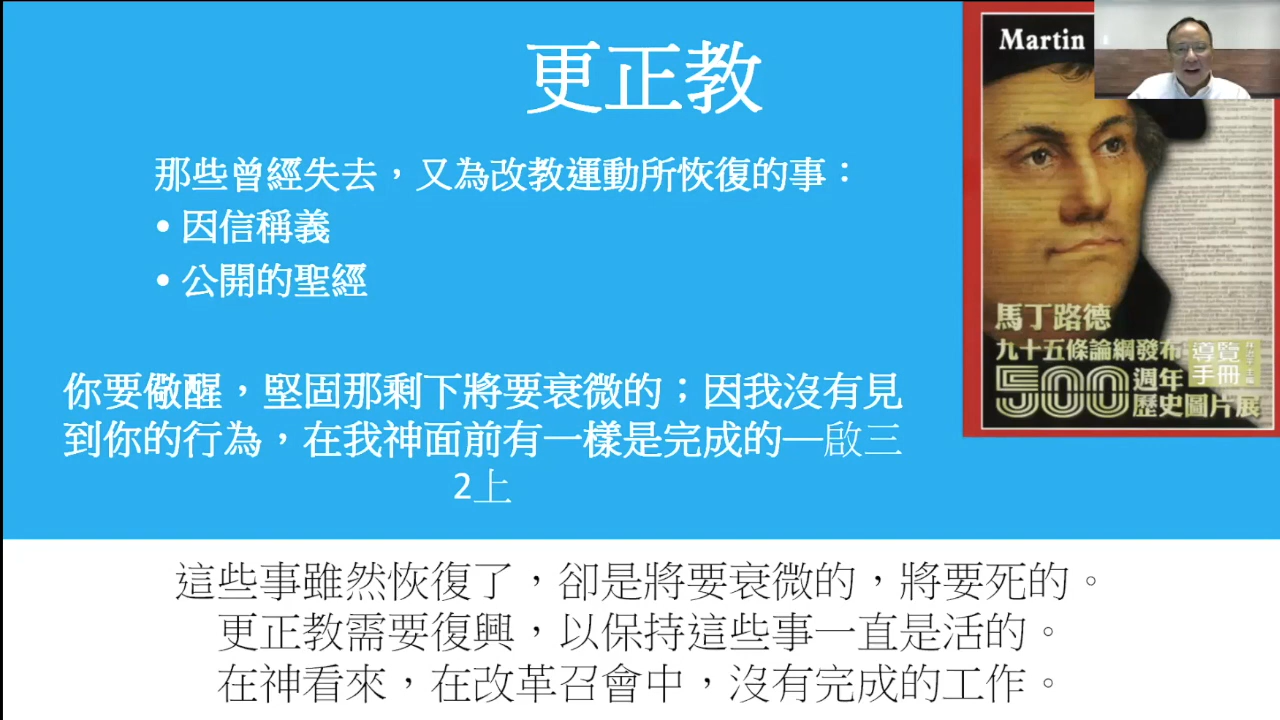 更正教
那些曾經失去，又為改教運動所恢復的事：
• 因信稱義
• 公開的聖經
你要儆醒，堅固那剩下將要衰微的；因我沒有見
到你的行為，在我神面前有一樣是完成的—啟三
2上
這些事雖然恢復了，卻是將要衰微的，將要死的。
更正教需要復興，以保持這些事一直是活的。
在神看來，在改革召會中，沒有完成的工作。
Martin
馬丁路德
九十五條論綱發布
500週年
歷史圖片展
導覽
手冊